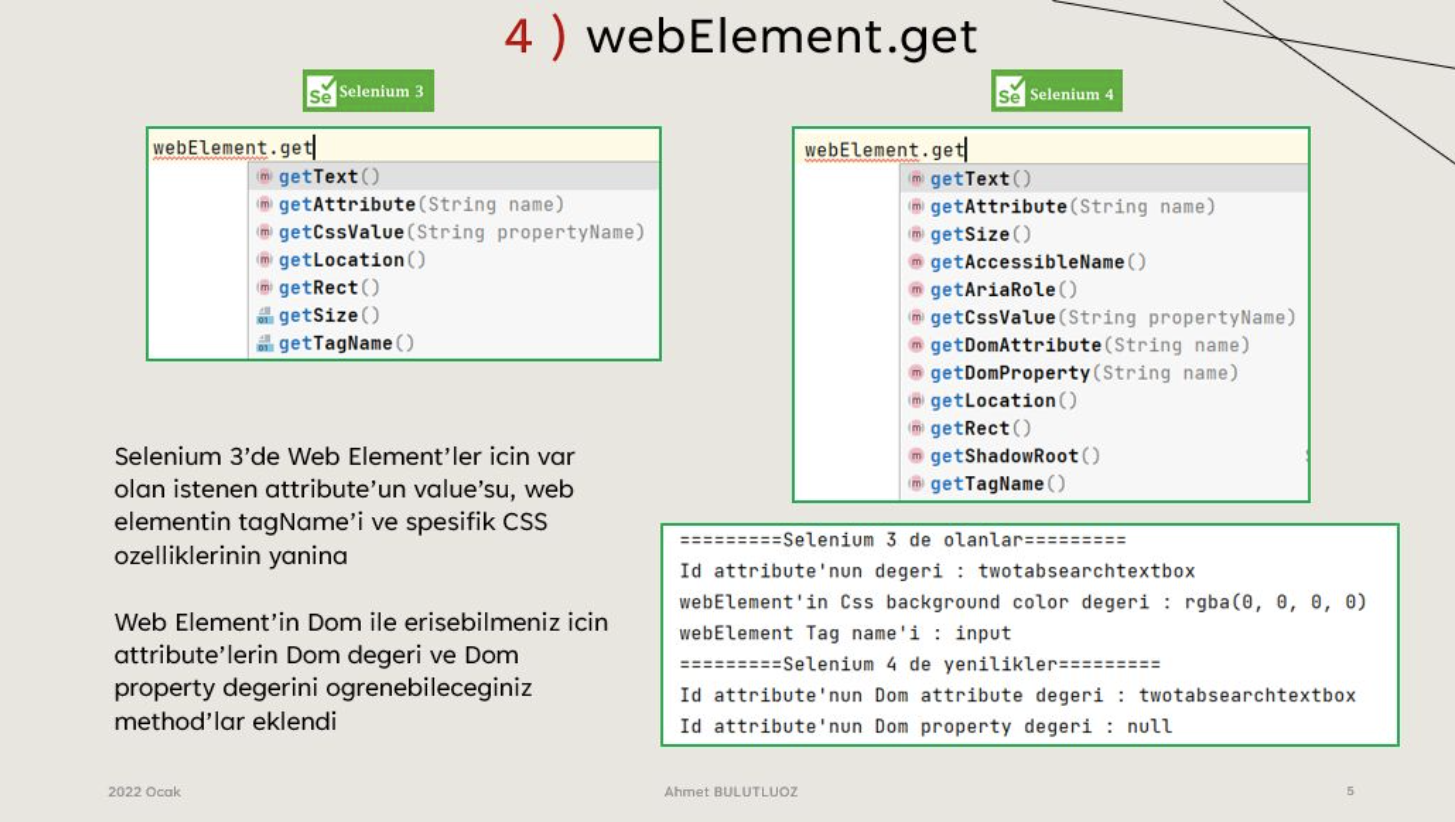 4 ) webElement.get
Se Selenium 3
webElement.get
m getText()
m getAttribute(String name)
m getCssValue(String propertyName)
m getLocation()
m getRect()
01 getSize()
01 getTagName()
Selenium 3’de Web Element’ler icin var
olan istenen attribute’un value’su, web
elementin tagName’i ve spesifik CSS
ozelliklerinin yanina
Web Element’in Dom ile erisebilmeniz icin
attribute’lerin Dom degeri ve Dom
property degerini ogrenebileceginiz
method’lar eklendi
Se Selenium 4
webElement.get
m getText()
m getAttribute(String name)
m getSize()
m getAccessibleName()
m getAriaRole()
m getCssValue(String propertyName)
m getDomAttribute(String name)
m getDomProperty(String name)
m getLocation()
m getRect()
m getShadowRoot()
m getTagName()
=========Selenium 3 de olanlar=========
Id attribute'nun degeri : twotabsearchtextbox
webElement'in Css background color degeri : rgba(0, 0, 0, 0)
webElement Tag name'i : input
=========Selenium 4 de yenilikler=========
Id attribute'nun Dom attribute degeri : twotabsearchtextbox
Id attribute'nun Dom property degeri : null
2022 Ocak
Ahmet BULUTLUOZ
5